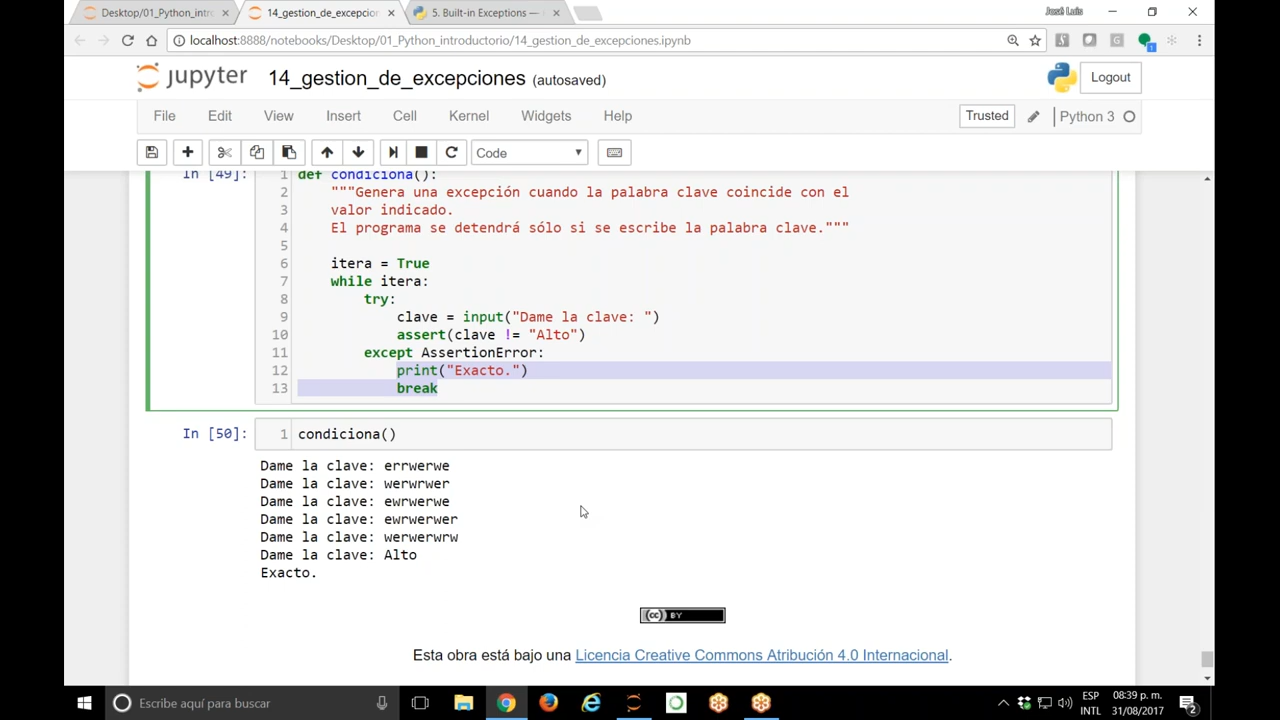 Desktop/01_Python_intro
14_gestion_de_excepcion
5. Built-in Exceptions —
José Luis
localhost:8888/notebooks/Desktop/01_Python_introductorio/14_gestion_de_excepciones.ipynb
jupyter 14_gestion_de_excepciones (autosaved)
Logout
File Edit View Insert Cell Kernel Widgets Help
Trusted Python 3
Code
In [49]:
1 def condiciona():
2 """Genera una excepción cuando la palabra clave coincide con el
3 valor indicado.
4 El programa se detendrá sólo si se escribe la palabra clave."""
5
6 itera = True
7 while itera:
8 try:
9 clave = input("Dame la clave: ")
10 assert(clave != "Alto")
11 except AssertionError:
12 print("Exacto.")
13 break
In [50]: 1 condiciona()
Dame la clave: errwerwe
Dame la clave: werwrwer
Dame la clave: ewrwerwe
Dame la clave: ewrwerwer
Dame la clave: werwerwrw
Dame la clave: Alto
Exacto.
cc BY
Esta obra está bajo una Licencia Creative Commons Atribución 4.0 Internacional.
Escribe aquí para buscar
ESP 08:39 p. m.
INTL 31/08/2017
2